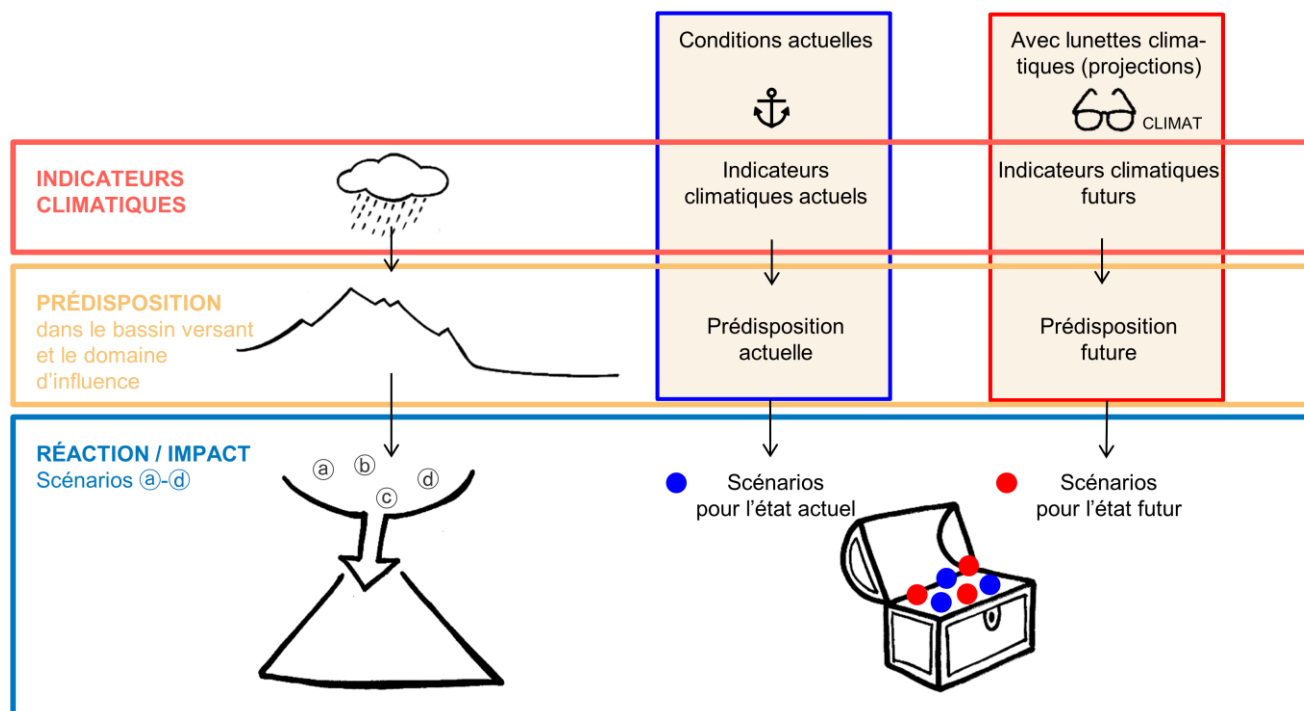 Conditions actuelles
Avec lunettes clima-
tiques (projections)
CLIMAT
INDICATEURS
CLIMATIQUES
Indicateurs
climatiques actuels
Indicateurs climatiques
futurs
PRÉDISPOSITION
dans le bassin versant
et le domaine
d’influence
Prédisposition
actuelle
Prédisposition
future
RÉACTION / IMPACT
Scénarios ⓐ-ⓓ
ⓐ ⓑ ⓒ ⓓ
Scénarios
pour l’état actuel
Scénarios
pour l’état futur